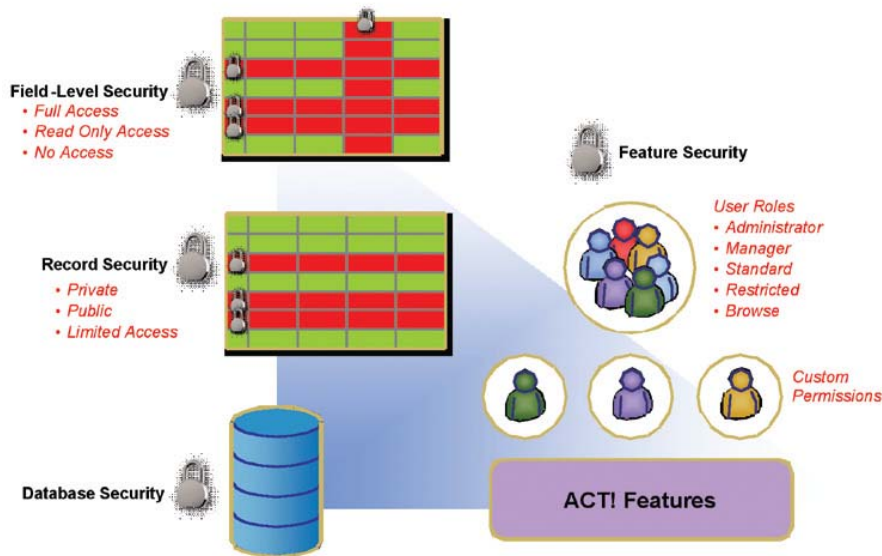 Field-Level Security
• Full Access
• Read Only Access
• No Access
Record Security
• Private
• Public
• Limited Access
Database Security
Feature Security
User Roles
• Administrator
• Manager
• Standard
• Restricted
• Browse
Custom
Permissions
ACT! Features